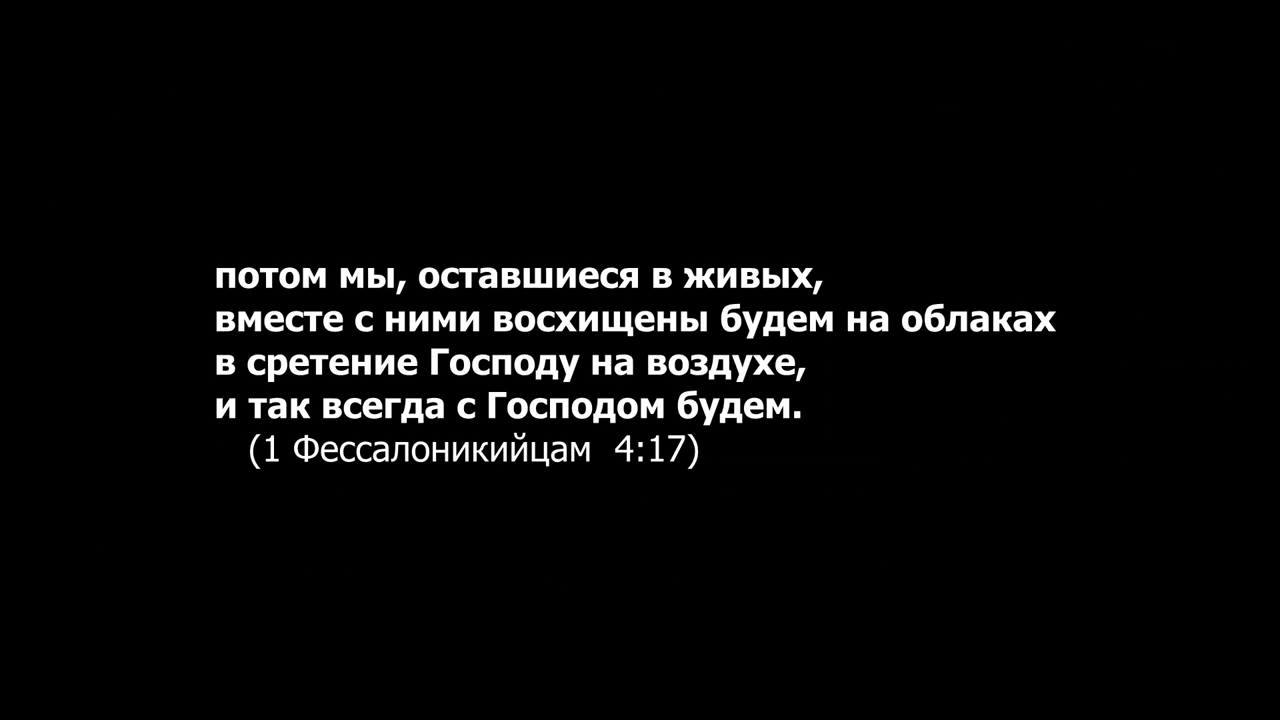 потом мы, оставшиеся в живых,
вместе с ними восхищены будем на облаках
в сретение Господу на воздухе,
и так всегда с Господом будем.
(1 Фессалоникийцам 4:17)